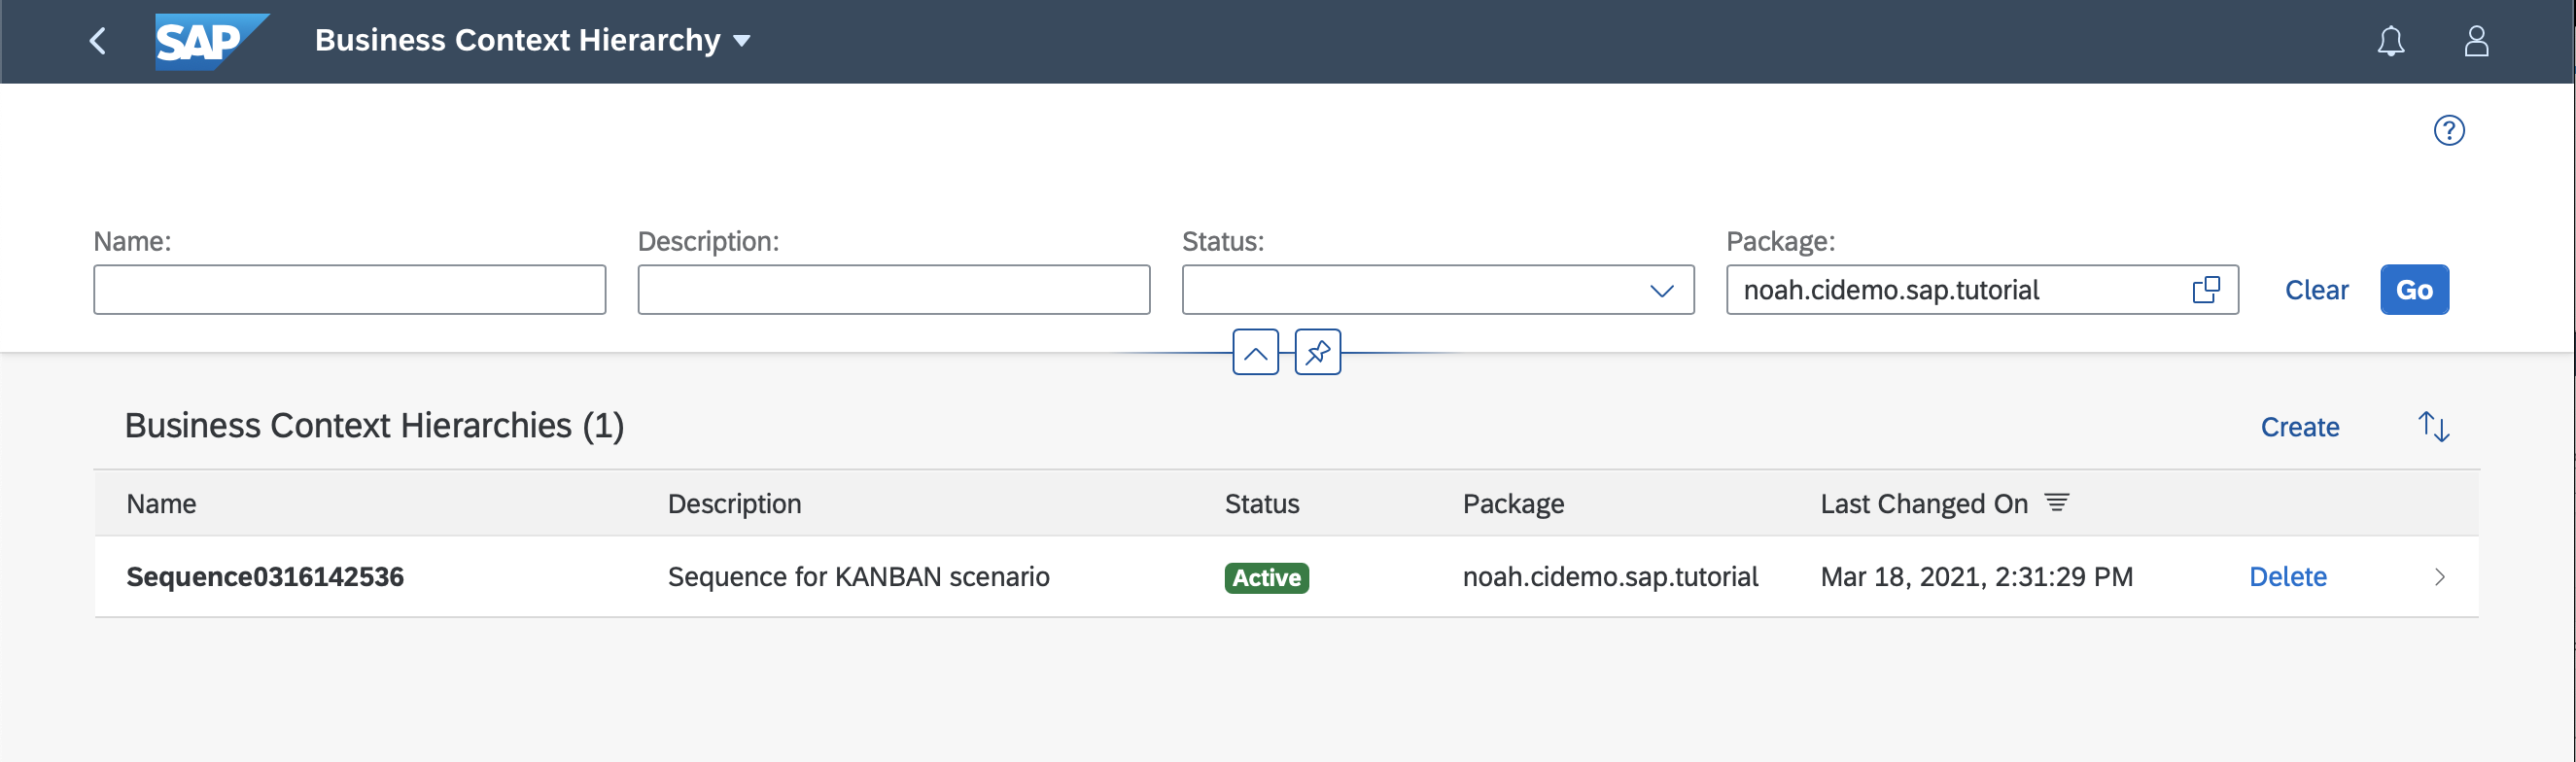 SAP Business Context Hierarchy
?
Name: Description: Status: Package:
noah.cidemo.sap.tutorial Clear Go
Business Context Hierarchies (1) Create
Name Description Status Package Last Changed On
Sequence0316142536 Sequence for KANBAN scenario Active noah.cidemo.sap.tutorial Mar 18, 2021, 2:31:29 PM Delete